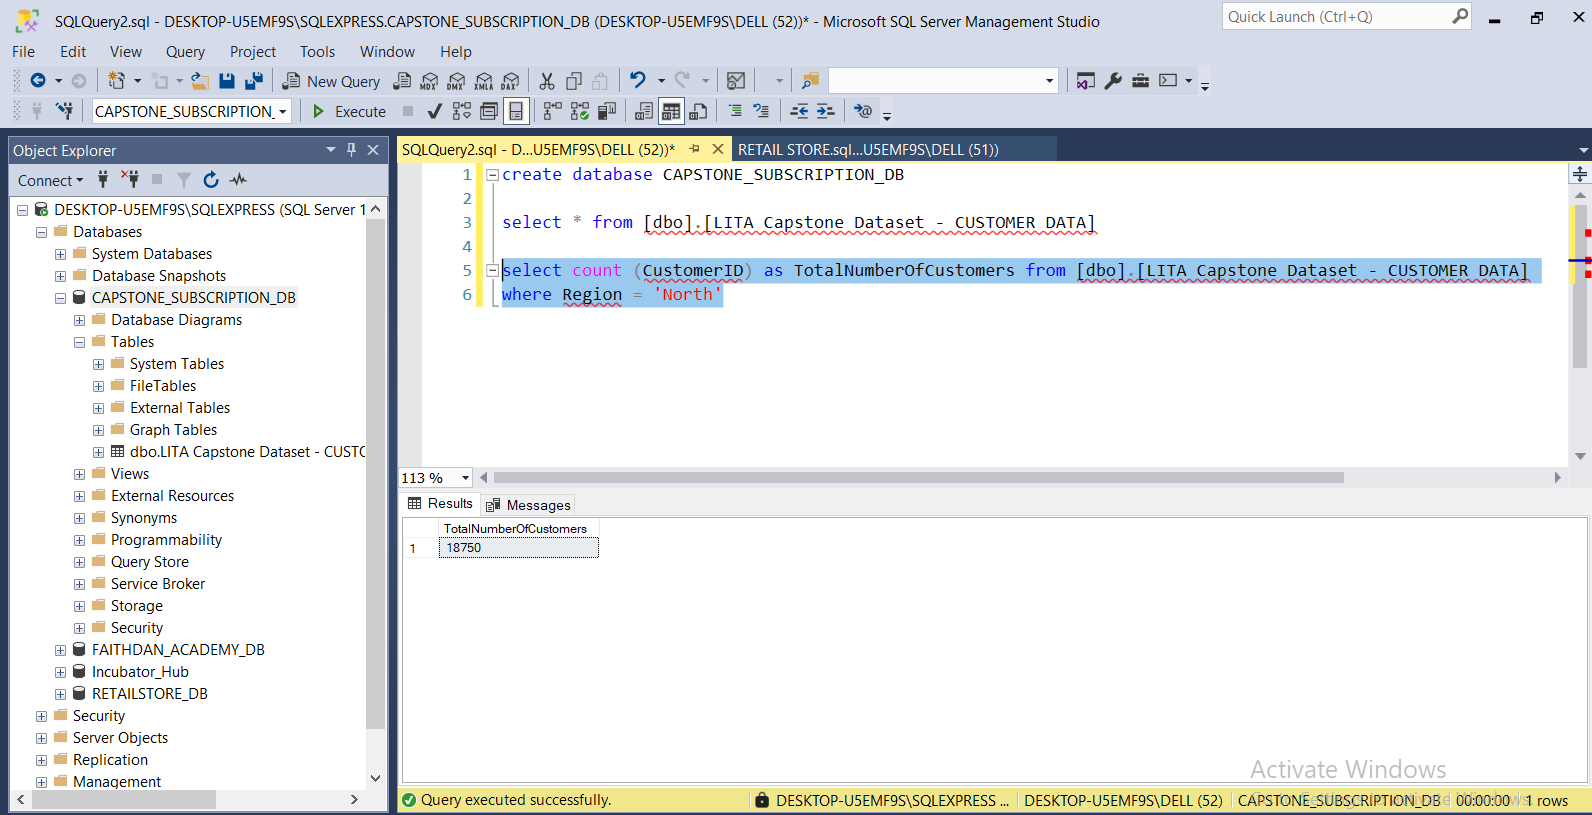 SQLQuery2.sql - DESKTOP-U5EMF9S\SQLEXPRESS.CAPSTONE_SUBSCRIPTION_DB (DESKTOP-U5EMF9S\DELL (52))* - Microsoft SQL Server Management Studio
Quick Launch (Ctrl+Q)
File Edit View Query Project Tools Window Help
New Query MDX DMX XMLA DAX
CAPSTONE_SUBSCRIPTION_ Execute
Object Explorer
SQLQuery2.sql - D...U5EMF9S\DELL (52))* RETAIL STORE.sql...U5EMF9S\DELL (51))
Connect
DESKTOP-U5EMF9S\SQLEXPRESS (SQL Server 1
Databases
System Databases
Database Snapshots
CAPSTONE_SUBSCRIPTION_DB
Database Diagrams
Tables
System Tables
FileTables
External Tables
Graph Tables
dbo.LITA Capstone Dataset - CUSTO
Views
External Resources
Synonyms
Programmability
Query Store
Service Broker
Storage
Security
FAITHDAN_ACADEMY_DB
Incubator_Hub
RETAILSTORE_DB
Security
Server Objects
Replication
Management
1 create database CAPSTONE_SUBSCRIPTION_DB
2
3 select * from [dbo].[LITA Capstone Dataset - CUSTOMER DATA]
4
5 select count (CustomerID) as TotalNumberOfCustomers from [dbo].[LITA Capstone Dataset - CUSTOMER DATA]
6 where Region = 'North'
113 %
Results Messages
TotalNumberOfCustomers
1 18750
Activate Windows
Query executed successfully. DESKTOP-U5EMF9S\SQLEXPRESS ... DESKTOP-U5EMF9S\DELL (52) CAPSTONE_SUBSCRIPTION_DB 00:00:00 1 rows